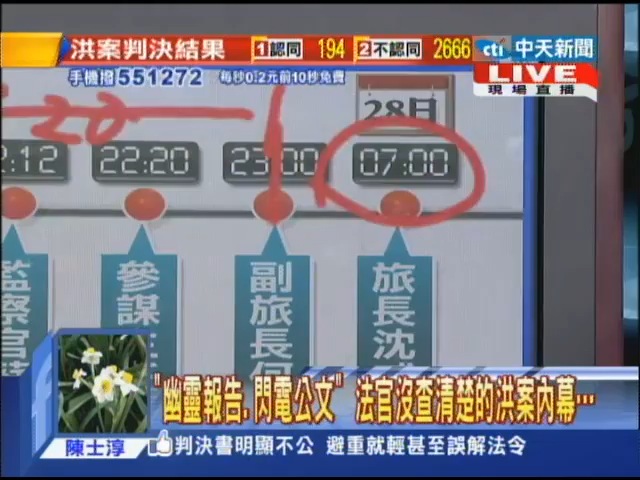 洪案判決結果 1認同 194 2不認同 2666
手機撥551272 每秒0.2元前10秒免費
cti 中天新聞
LIVE
現場直播
28日
20
2:12 22:20 23:00 07:00
監察官
參謀
副旅長何
旅長沈
"幽靈報告.閃電公文" 法官沒查清楚的洪案內幕…
陳士淳 判決書明顯不公 避重就輕甚至誤解法令